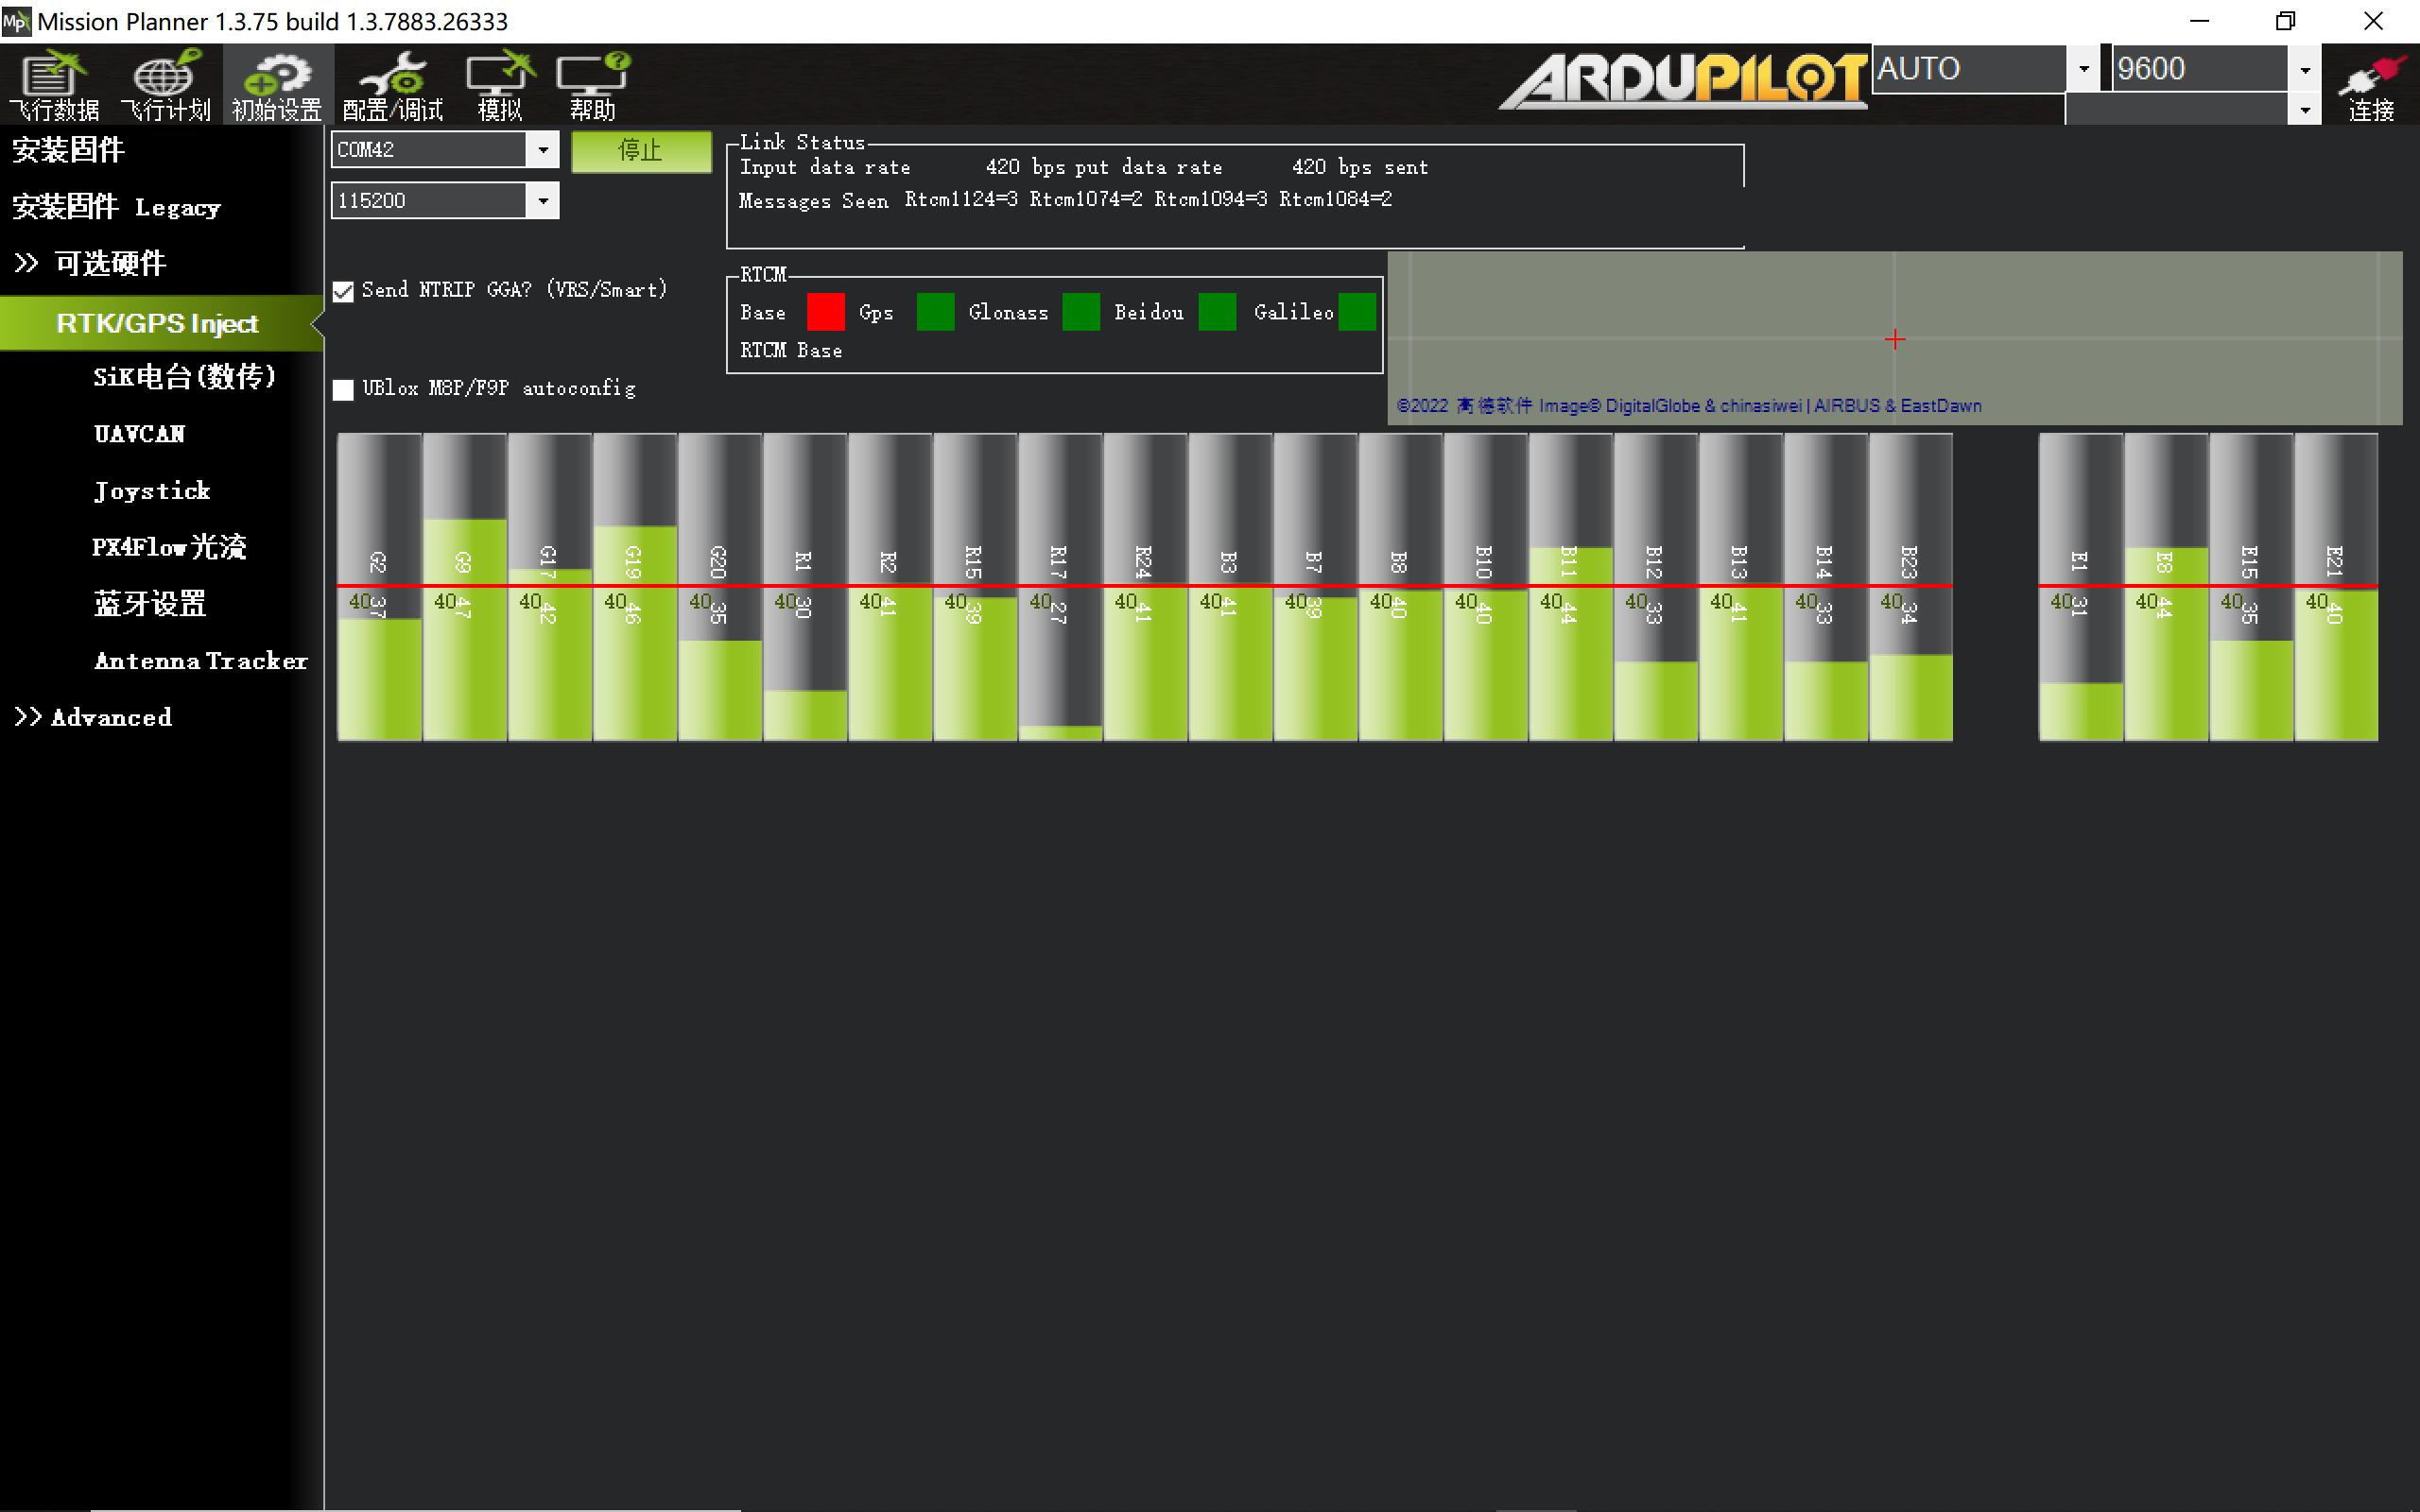 Mission Planner 1.3.75 build 1.3.7883.26333
飞行数据 飞行计划 初始设置 配置/调试 模拟 帮助
ARDUPILOT
AUTO
9600
连接
安装固件
安装固件 Legacy
>> 可选硬件
RTK/GPS Inject
SiK电台(数传)
UAVCAN
Joystick
PX4Flow光流
蓝牙设置
Antenna Tracker
>> Advanced
COM42
停止
115200
Send NTRIP GGA? (VRS/Smart)
UBlox M8P/F9P autoconfig
Link Status
Input data rate 420 bps put data rate 420 bps sent
Messages Seen Rtcm1124=3 Rtcm1074=2 Rtcm1094=3 Rtcm1084=2
RTCM
Base Gps Glonass Beidou Galileo
RTCM Base
©2022 高德软件 Image© DigitalGlobe & chinasiwei | AIRBUS & EastDawn
G2 G9 G17 G19 G20 R1 R2 R15 R17 R24 B3 B7 B8 B10 B11 B12 B13 B14 B23 E1 E8 E15 E21
40 40 40 40 40 40 40 40 40 40 40 40 40 40 40 40 40 40 40 40 40 40 40
37 47 42 46 35 30 41 39 27 41 41 39 40 40 44 33 41 33 34 31 44 35 40